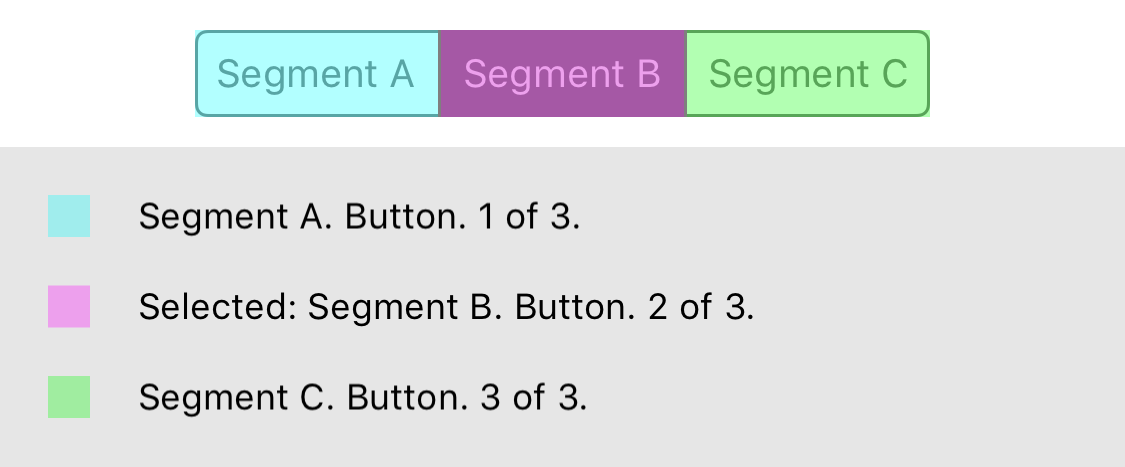 Segment A Segment B Segment C
Segment A. Button. 1 of 3.
Selected: Segment B. Button. 2 of 3.
Segment C. Button. 3 of 3.